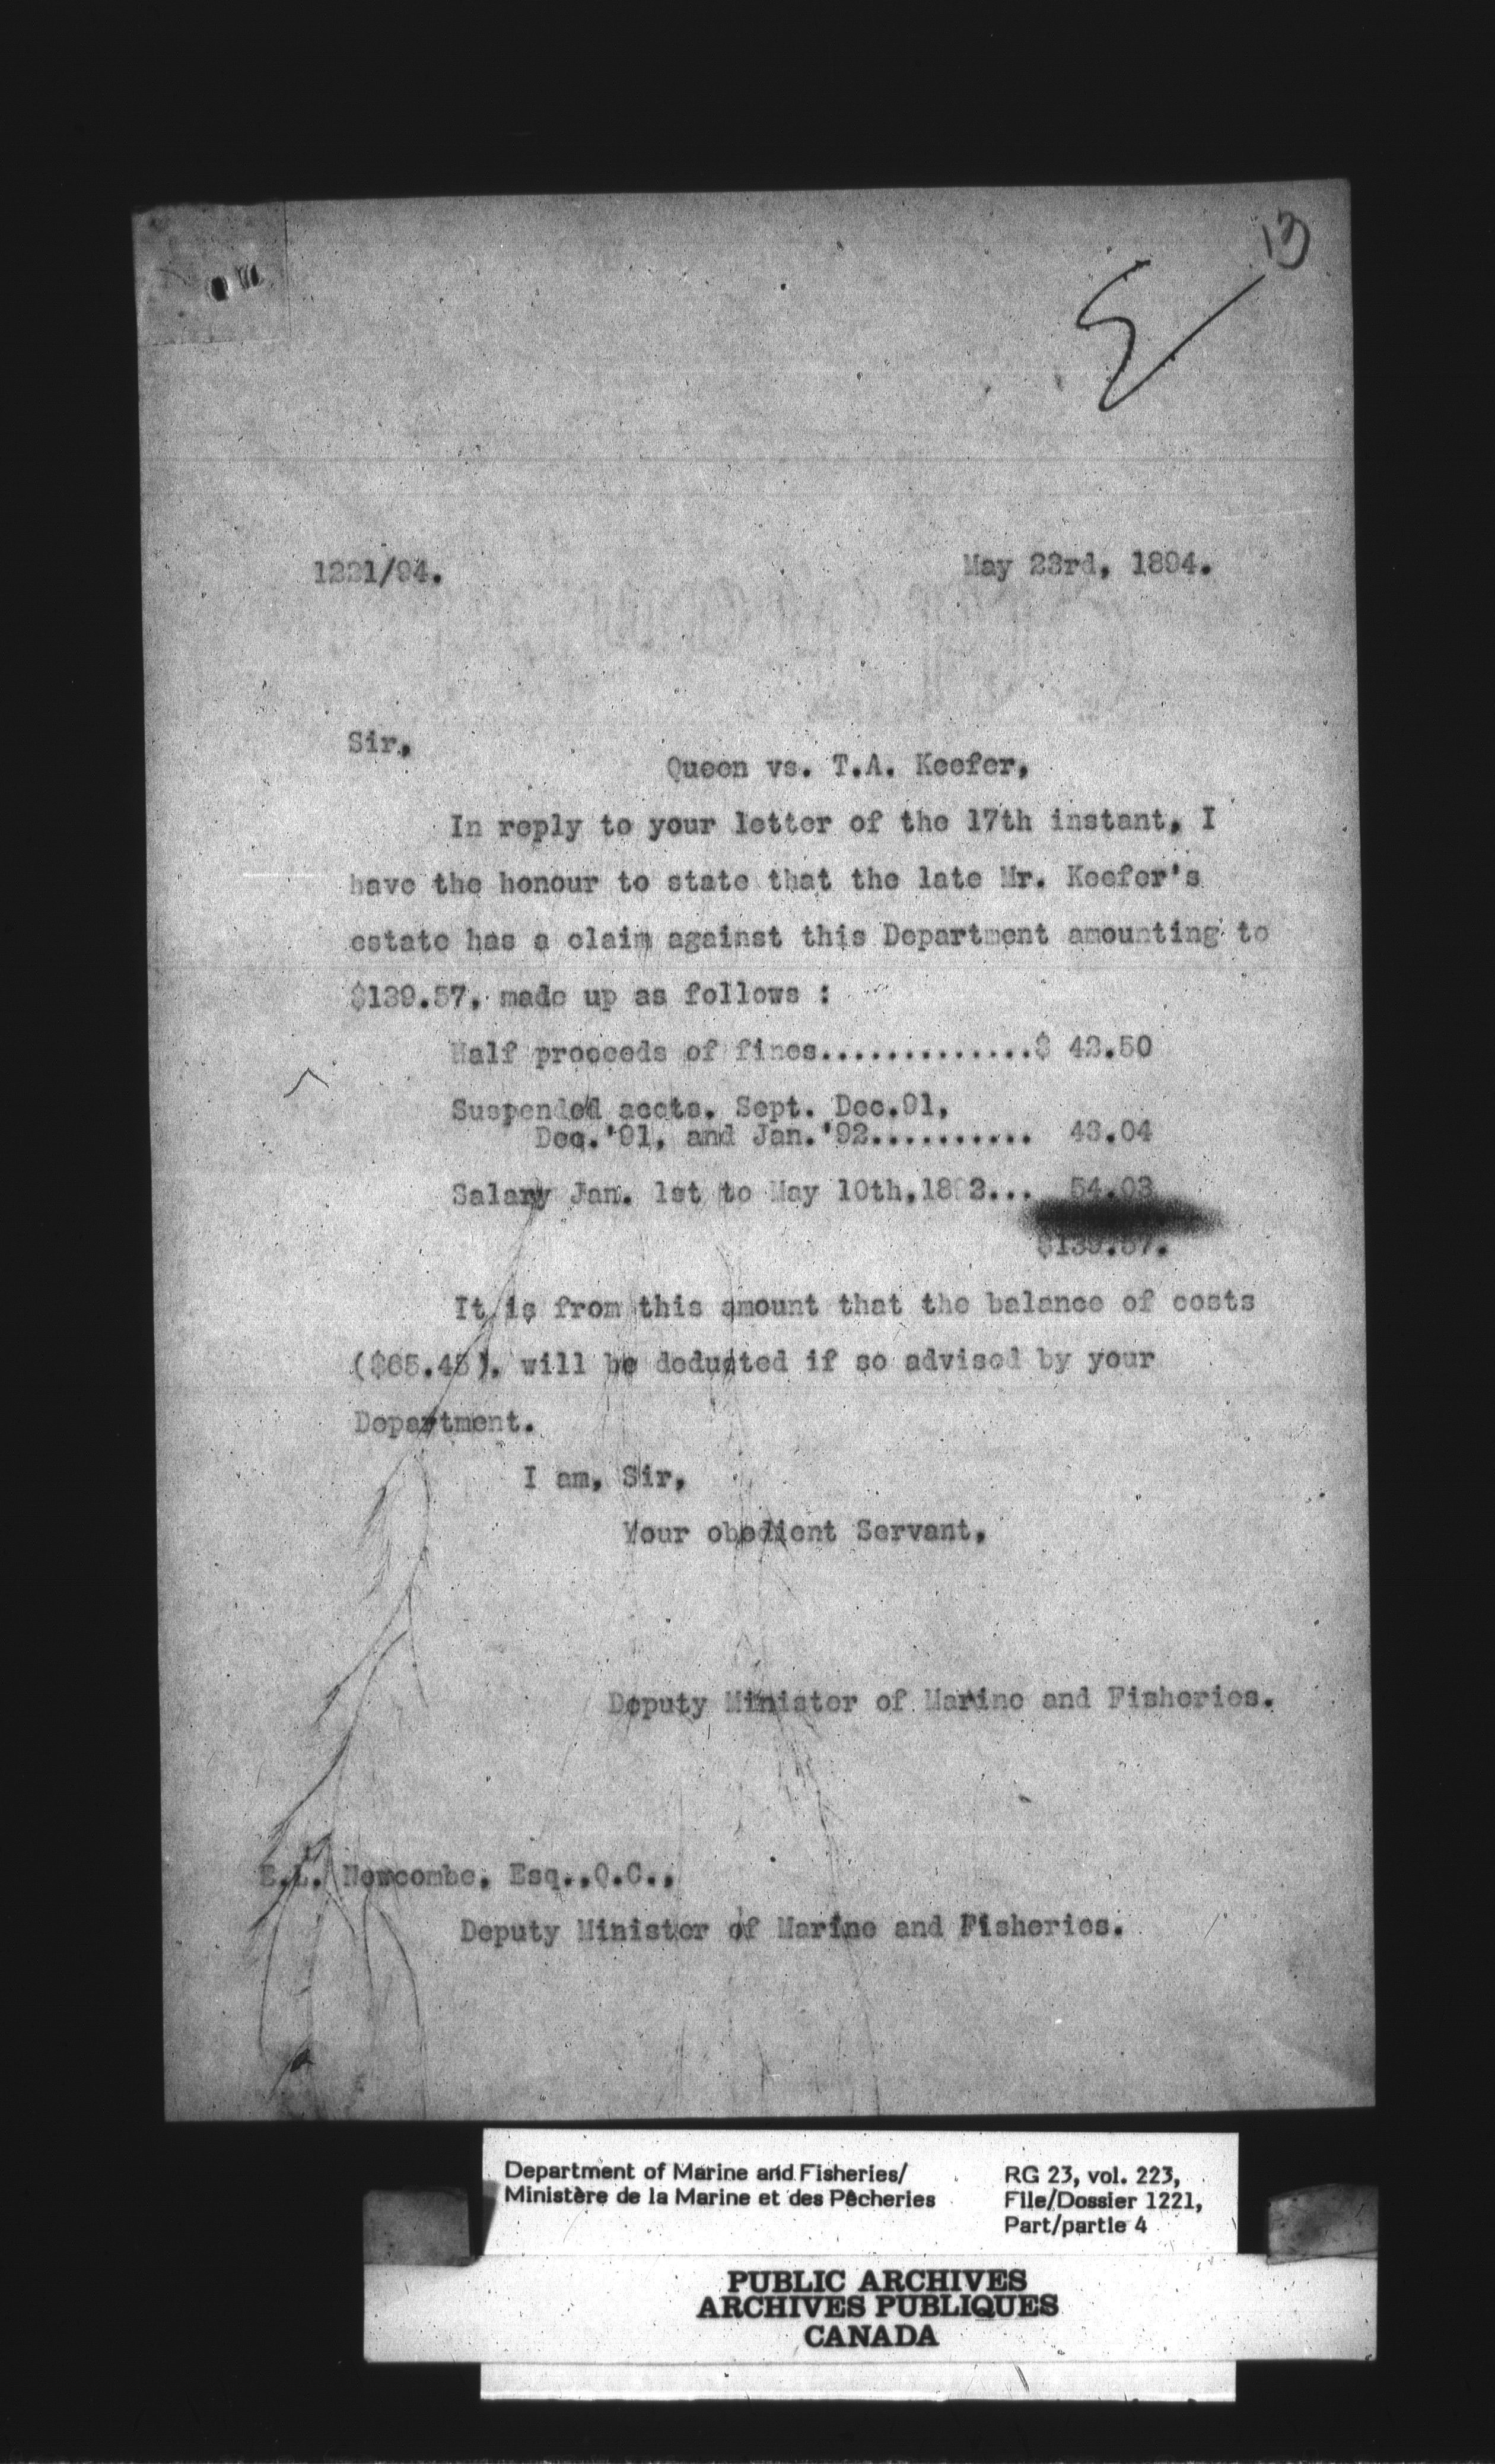 13
1221/94.
May 23rd, 1894.
Sir,
Queen vs. T.A. Keefer,
In reply to your letter of the 17th instant, I
have the honour to state that the late Mr. Keefer's
estate has a claim against this Department amounting to
$139.57, made up as follows :
Half proceeds of fines..............$ 42.50
Suspended accts. Sept. Dec.91,
Dec.'91, and Jan.'92.......... 43.04
Salary Jan. 1st to May 10th,1893... 54.03
$139.57.
It is from this amount that the balance of costs
($65.45), will be deducted if so advised by your
Department.
I am, Sir,
Your obedient Servant,
Deputy Minister of Marine and Fisheries.
E.L. Newcombe, Esq.,Q.C.,
Deputy Minister of Marine and Fisheries.
Department of Marine and Fisheries/
Ministère de la Marine et des Pêcheries
RG 23, vol. 223,
File/Dossier 1221,
Part/partie 4
PUBLIC ARCHIVES
ARCHIVES PUBLIQUES
CANADA